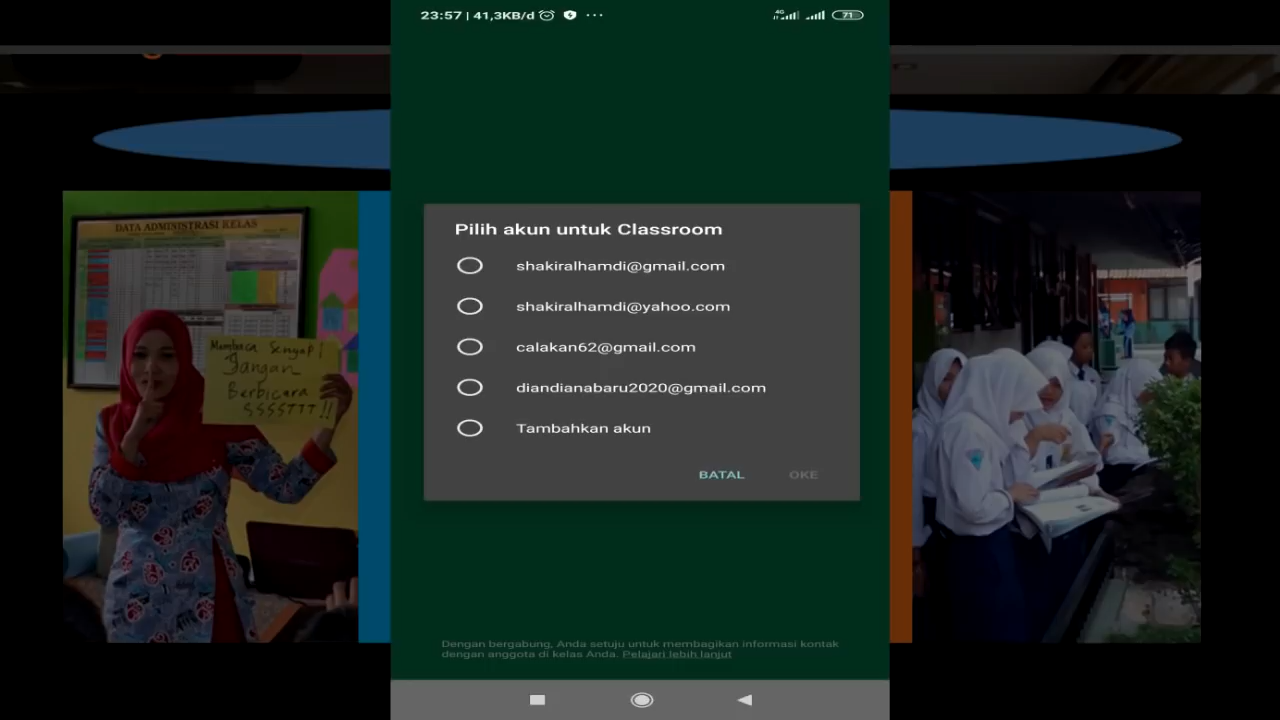 23:57 | 41,3KB/d
4G
71
DATA ADMINISTRASI KELAS
Membaca Senyap!
Jangan
Berbicara
SSSSTTT!!
Pilih akun untuk Classroom
shakiralhamdi@gmail.com
shakiralhamdi@yahoo.com
calakan62@gmail.com
diandianabaru2020@gmail.com
Tambahkan akun
BATAL
OKE
Dengan bergabung, Anda setuju untuk membagikan informasi kontak
dengan anggota di kelas Anda. Pelajari lebih lanjut